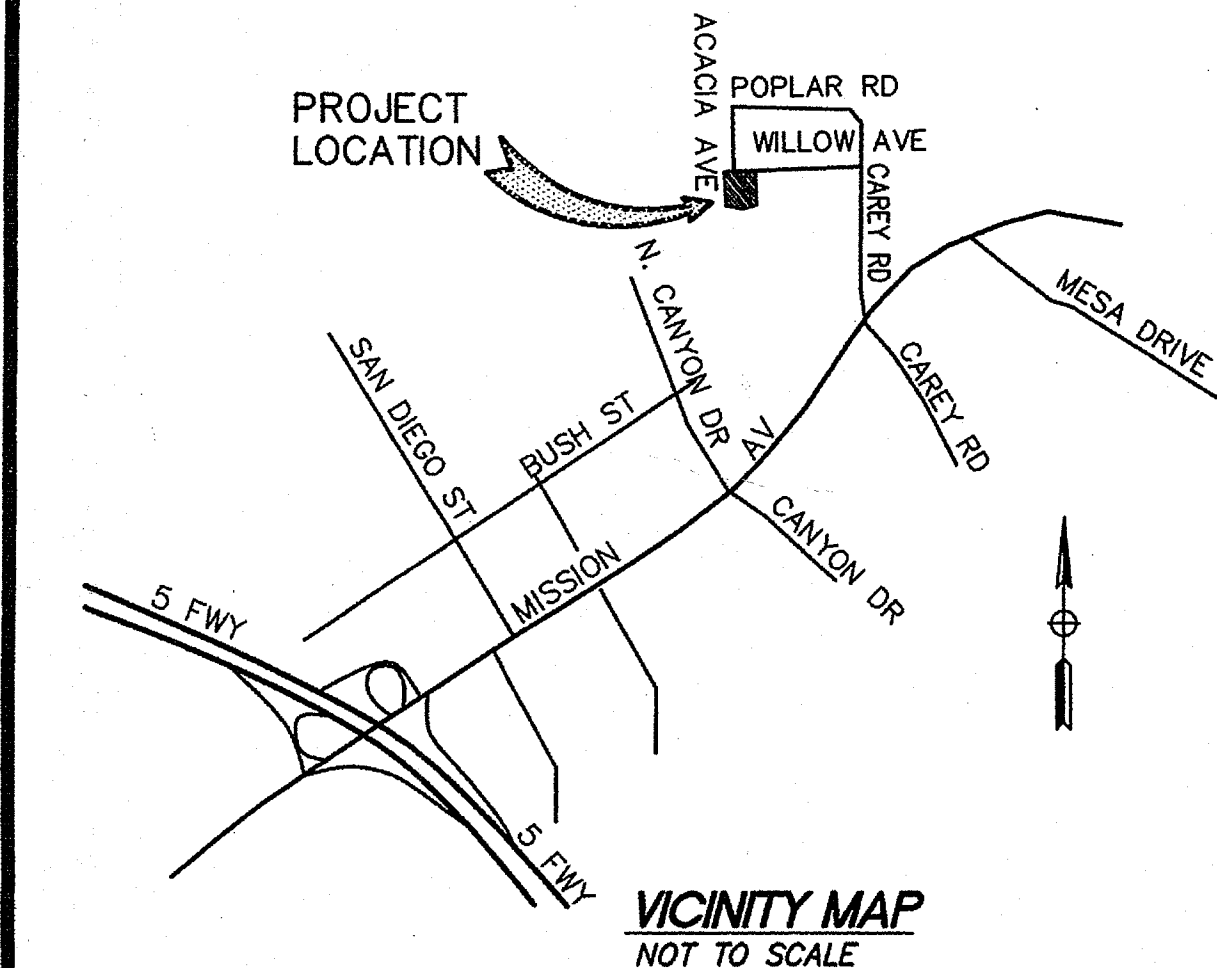 ACACIA AVE
POPLAR RD
PROJECT
LOCATION
WILLOW AVE
CAREY RD
N. CANYON DR
MESA DRIVE
SAN DIEGO ST
BUSH ST
CAREY RD
MISSION AV
CANYON DR
5 FWY
5 FWY
VICINITY MAP
NOT TO SCALE